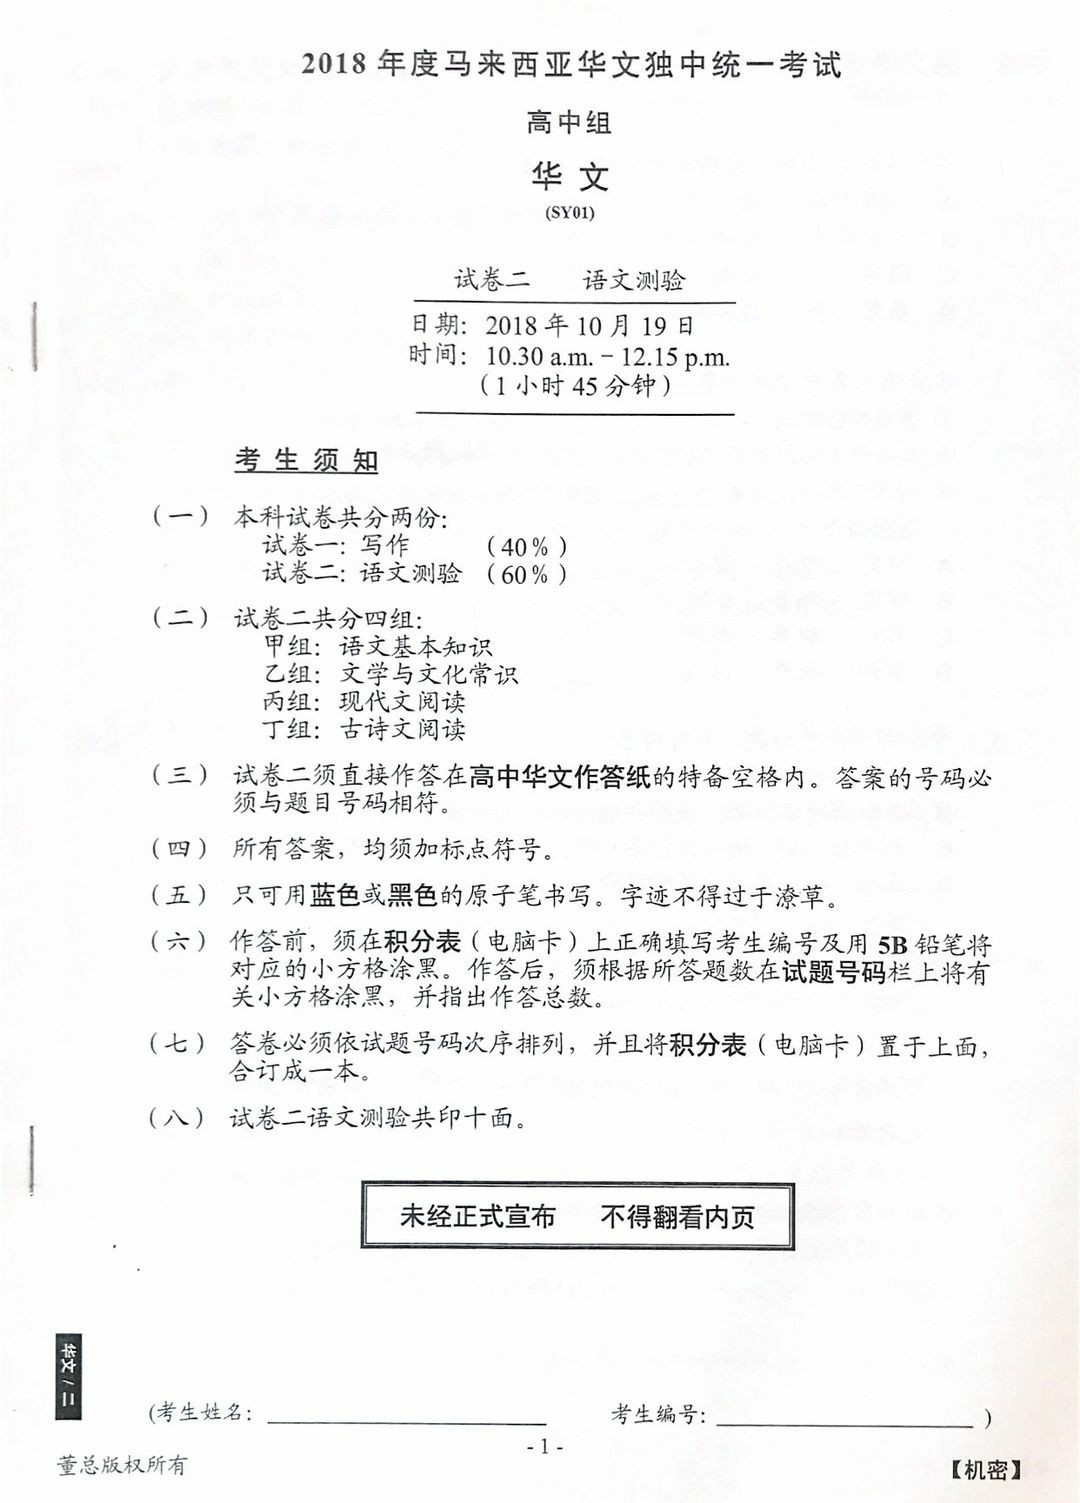 2018 年度马来西亚华文独中统一考试
高中组
华文
(SY01)
试卷二 语文测验
日期：2018 年 10 月 19 日
时间：10.30 a.m. – 12.15 p.m.
（1 小时 45 分钟）
考生须知
（一） 本科试卷共分两份：
试卷一：写作 （40%）
试卷二：语文测验 （60%）
（二） 试卷二共分四组：
甲组：语文基本知识
乙组：文学与文化常识
丙组：现代文阅读
丁组：古诗文阅读
（三） 试卷二须直接作答在高中华文作答纸的特备空格内。答案的号码必
须与题目号码相符。
（四） 所有答案，均须加标点符号。
（五） 只可用蓝色或黑色的原子笔书写。字迹不得过于潦草。
（六） 作答前，须在积分表（电脑卡）上正确填写考生编号及用 5B 铅笔将
对应的小方格涂黑。作答后，须根据所答题数在试题号码栏上将有
关小方格涂黑，并指出作答总数。
（七） 答卷必须依试题号码次序排列，并且将积分表（电脑卡）置于上面，
合订成一本。
（八） 试卷二语文测验共印十面。
未经正式宣布 不得翻看内页
华文/二
(考生姓名： 考生编号： )
- 1 -
董总版权所有
【机密】